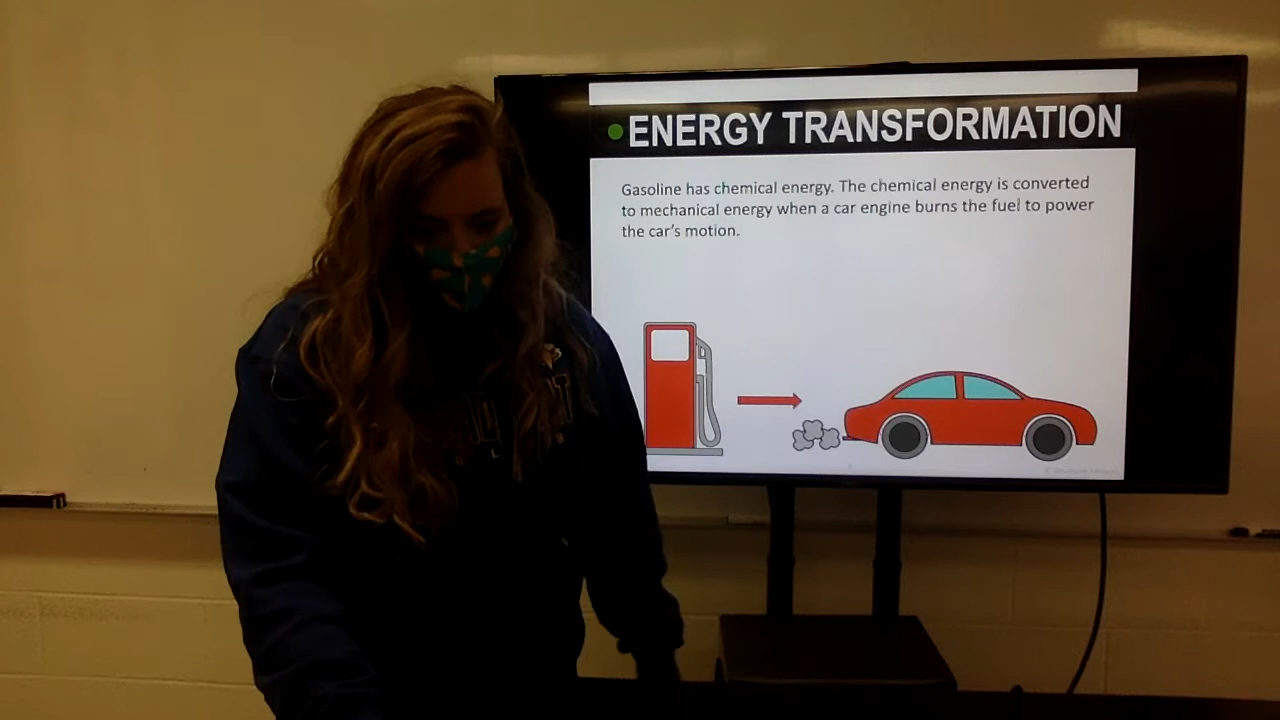 ENERGY TRANSFORMATION
Gasoline has chemical energy. The chemical energy is converted
to mechanical energy when a car engine burns the fuel to power
the car's motion.